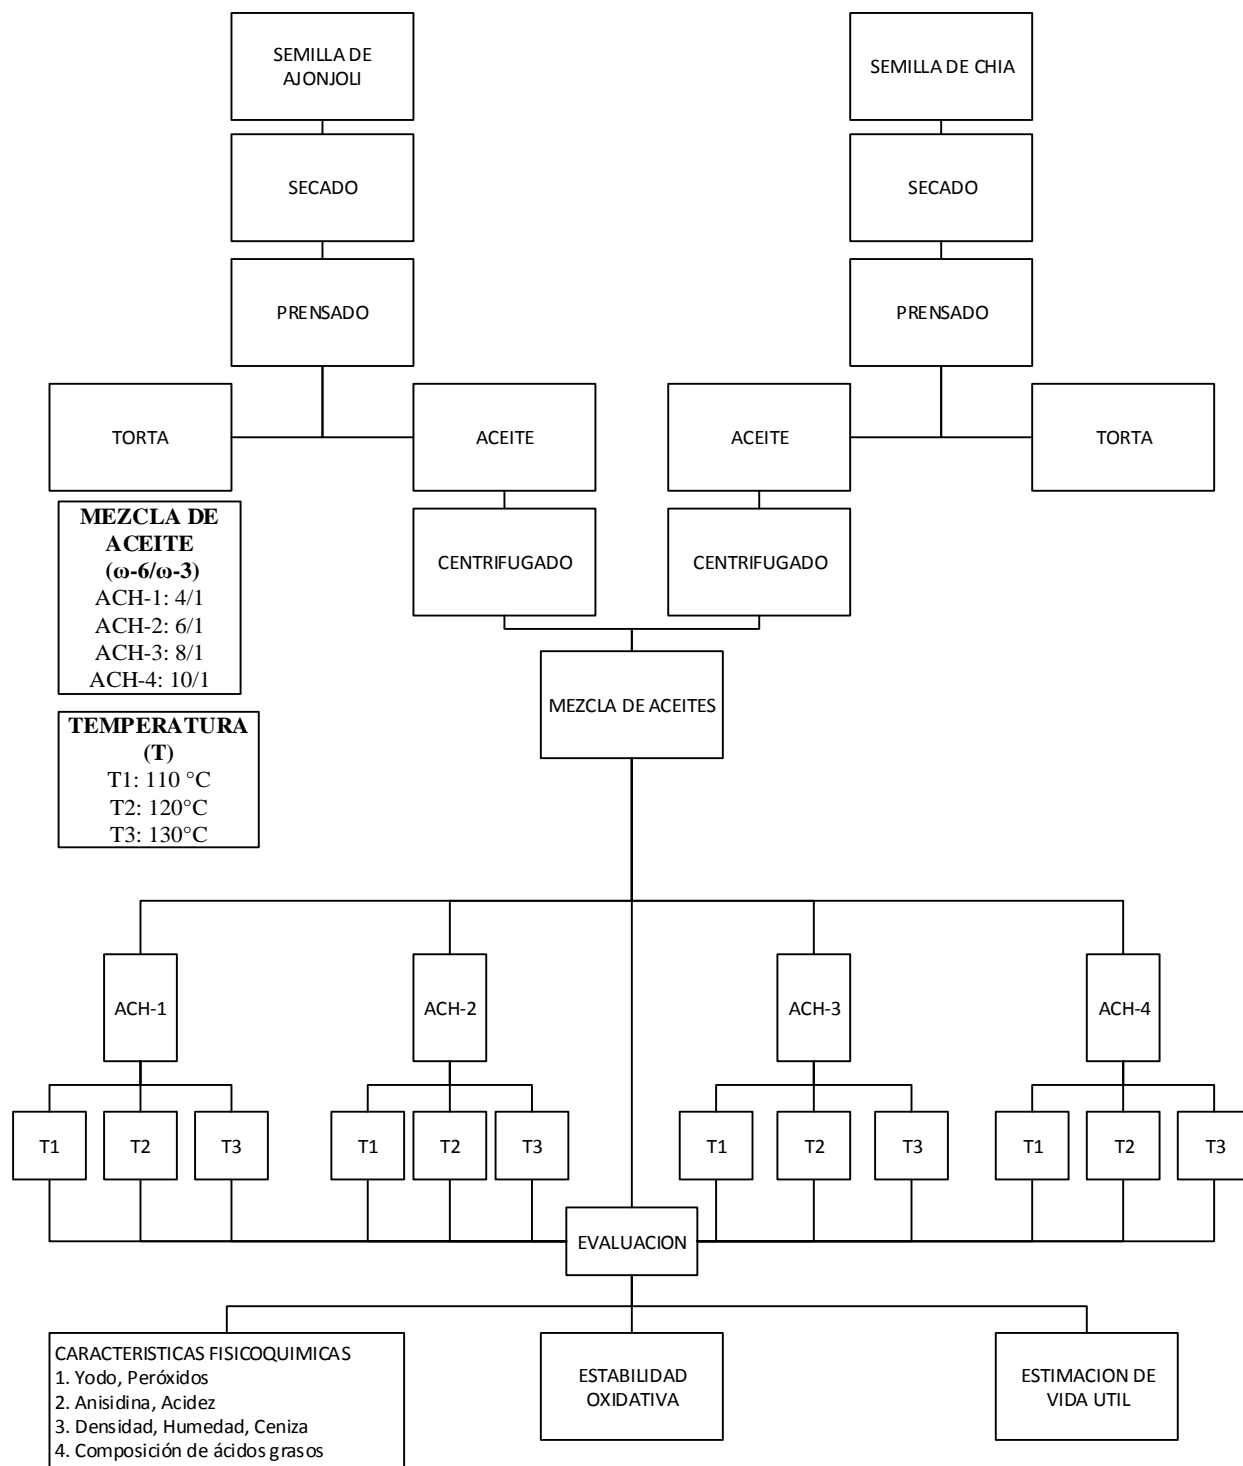 SEMILLA DE
AJONJOLI
SEMILLA DE CHIA
SECADO
SECADO
PRENSADO
PRENSADO
TORTA
ACEITE
ACEITE
TORTA
MEZCLA DE
ACEITE
(ω-6/ω-3)
ACH-1: 4/1
ACH-2: 6/1
ACH-3: 8/1
ACH-4: 10/1
CENTRIFUGADO
CENTRIFUGADO
MEZCLA DE ACEITES
TEMPERATURA
(T)
T1: 110 °C
T2: 120°C
T3: 130°C
ACH-1
ACH-2
ACH-3
ACH-4
T1
T2
T3
T1
T2
T3
T1
T2
T3
T1
T2
T3
EVALUACION
CARACTERISTICAS FISICOQUIMICAS
1. Yodo, Peróxidos
2. Anisidina, Acidez
3. Densidad, Humedad, Ceniza
4. Composición de ácidos grasos
ESTABILIDAD
OXIDATIVA
ESTIMACION DE
VIDA UTIL